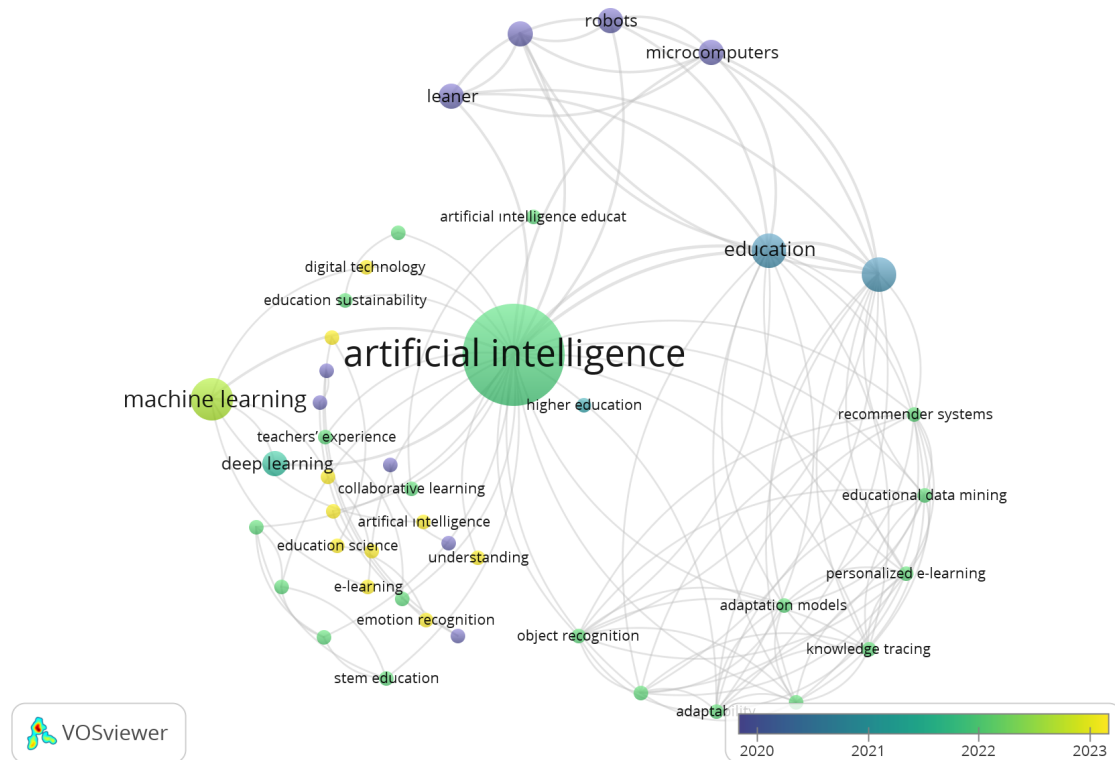 robots
microcomputers
leaner
artificial ıntelligence educat
education
digital technology
education sustainability
artificial intelligence
machine learning
higher education
recommender systems
teachers' experience
deep learning
collaborative learning
educational data mining
artifical ıntelligence
education science
understanding
personalized e-learning
e-learning
adaptation models
emotion recognition
object recognition
knowledge tracing
stem education
adaptability
VOSviewer
2020 2021 2022 2023